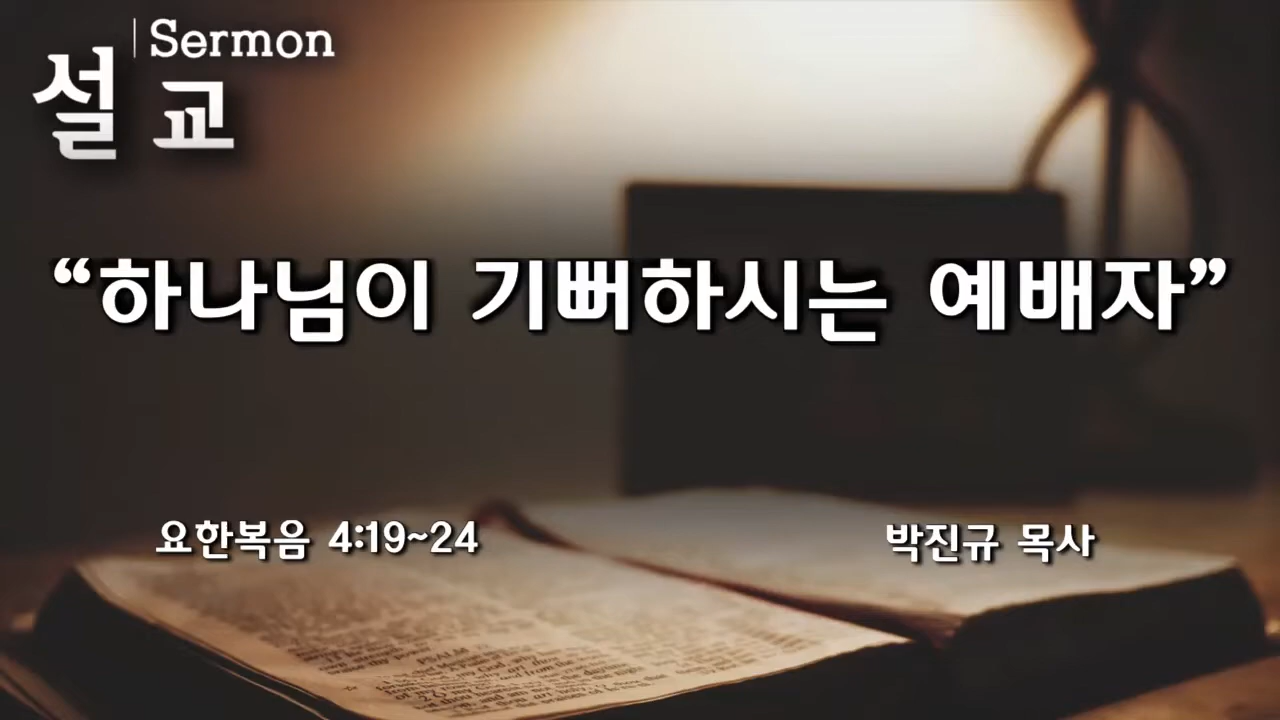 Sermon
설교
“하나님이 기뻐하시는 예배자”
요한복음 4:19~24
박진규 목사
PSALM